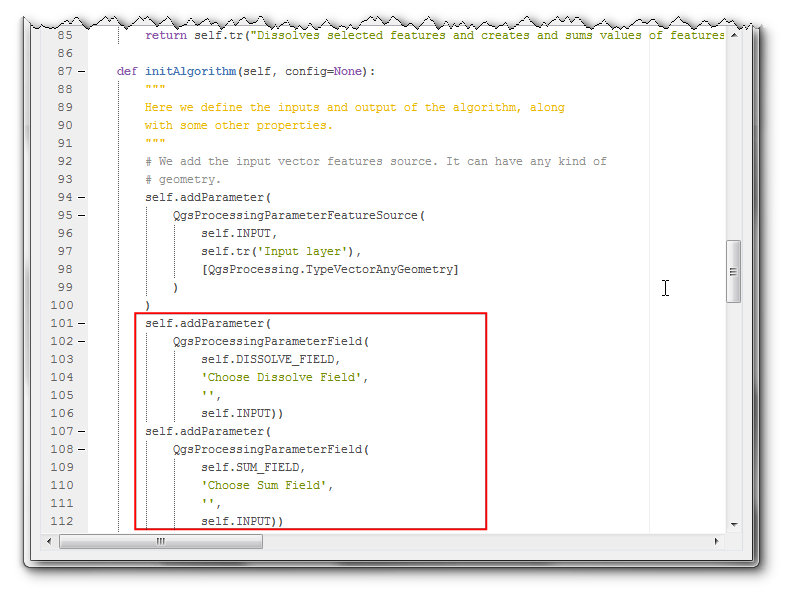 85 return self.tr("Dissolves selected features and creates and sums values of features
86
87 def initAlgorithm(self, config=None):
88 """
89 Here we define the inputs and output of the algorithm, along
90 with some other properties.
91 """
92 # We add the input vector features source. It can have any kind of
93 # geometry.
94 self.addParameter(
95 QgsProcessingParameterFeatureSource(
96 self.INPUT,
97 self.tr('Input layer'),
98 [QgsProcessing.TypeVectorAnyGeometry]
99 )
100 )
101 self.addParameter(
102 QgsProcessingParameterField(
103 self.DISSOLVE_FIELD,
104 'Choose Dissolve Field',
105 '',
106 self.INPUT))
107 self.addParameter(
108 QgsProcessingParameterField(
109 self.SUM_FIELD,
110 'Choose Sum Field',
111 '',
112 self.INPUT))